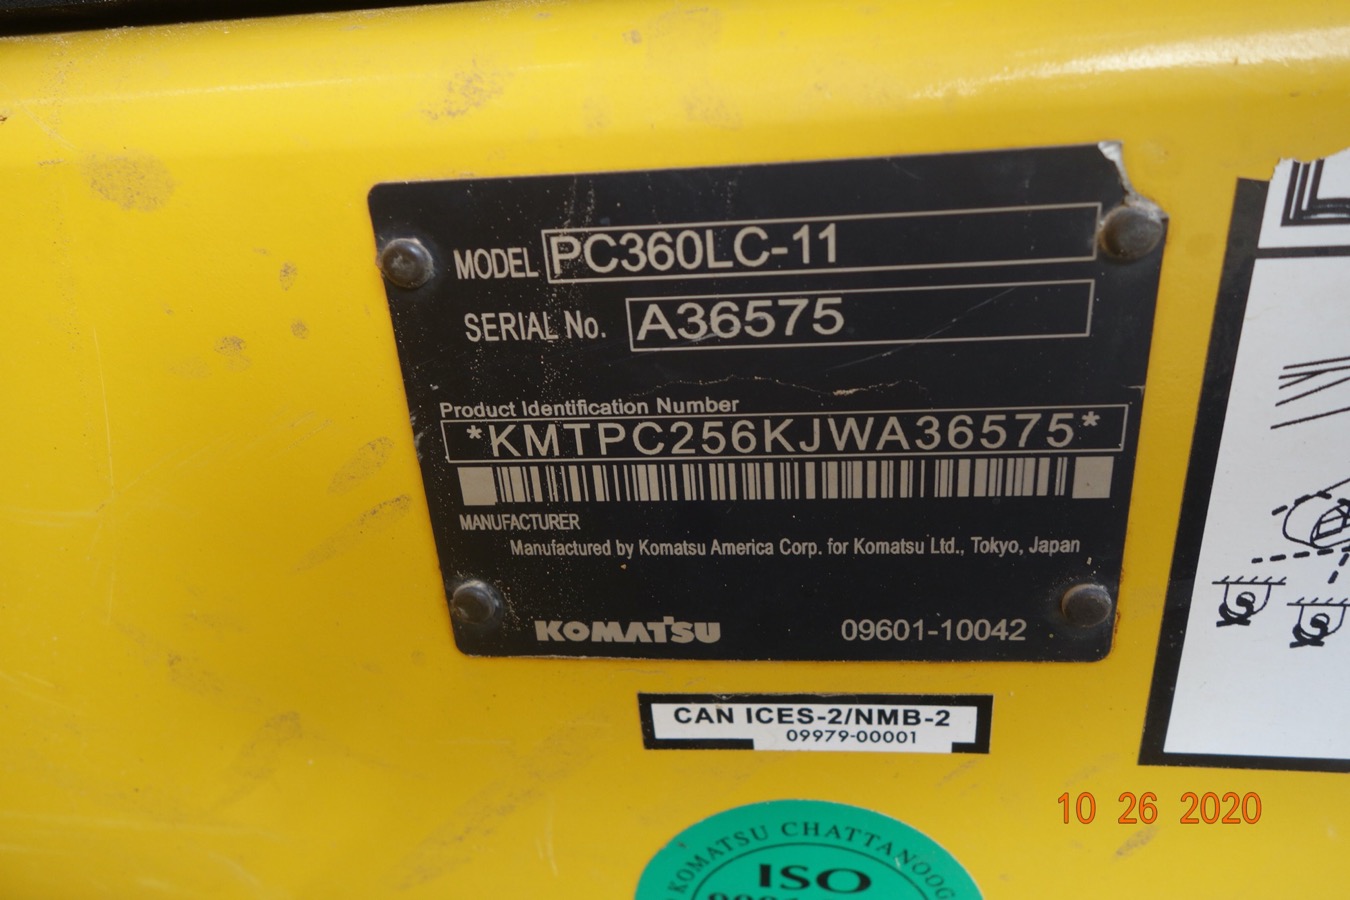 MODEL PC360LC-11
SERIAL No. A36575
Product Identification Number
*KMTPC256KJWA36575*
MANUFACTURER
Manufactured by Komatsu America Corp. for Komatsu Ltd., Tokyo, Japan
KOMATSU 09601-10042
CAN ICES-2/NMB-2
09979-00001
10 26 2020
KOMATSU
ISO